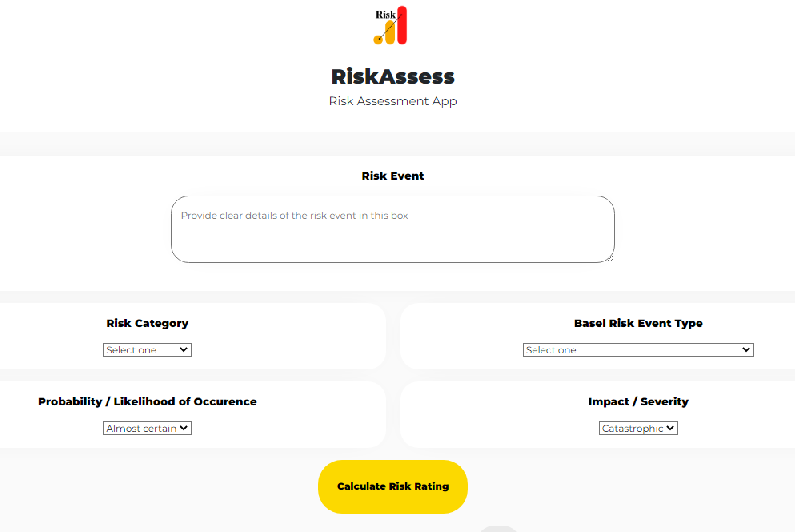 Risk
RiskAssess
Risk Assessment App
Risk Event
Provide clear details of the risk event in this box
Risk Category
Basel Risk Event Type
Select one
Select one
Probability / Likelihood of Occurence
Impact / Severity
Almost certain
Catastrophic
Calculate Risk Rating